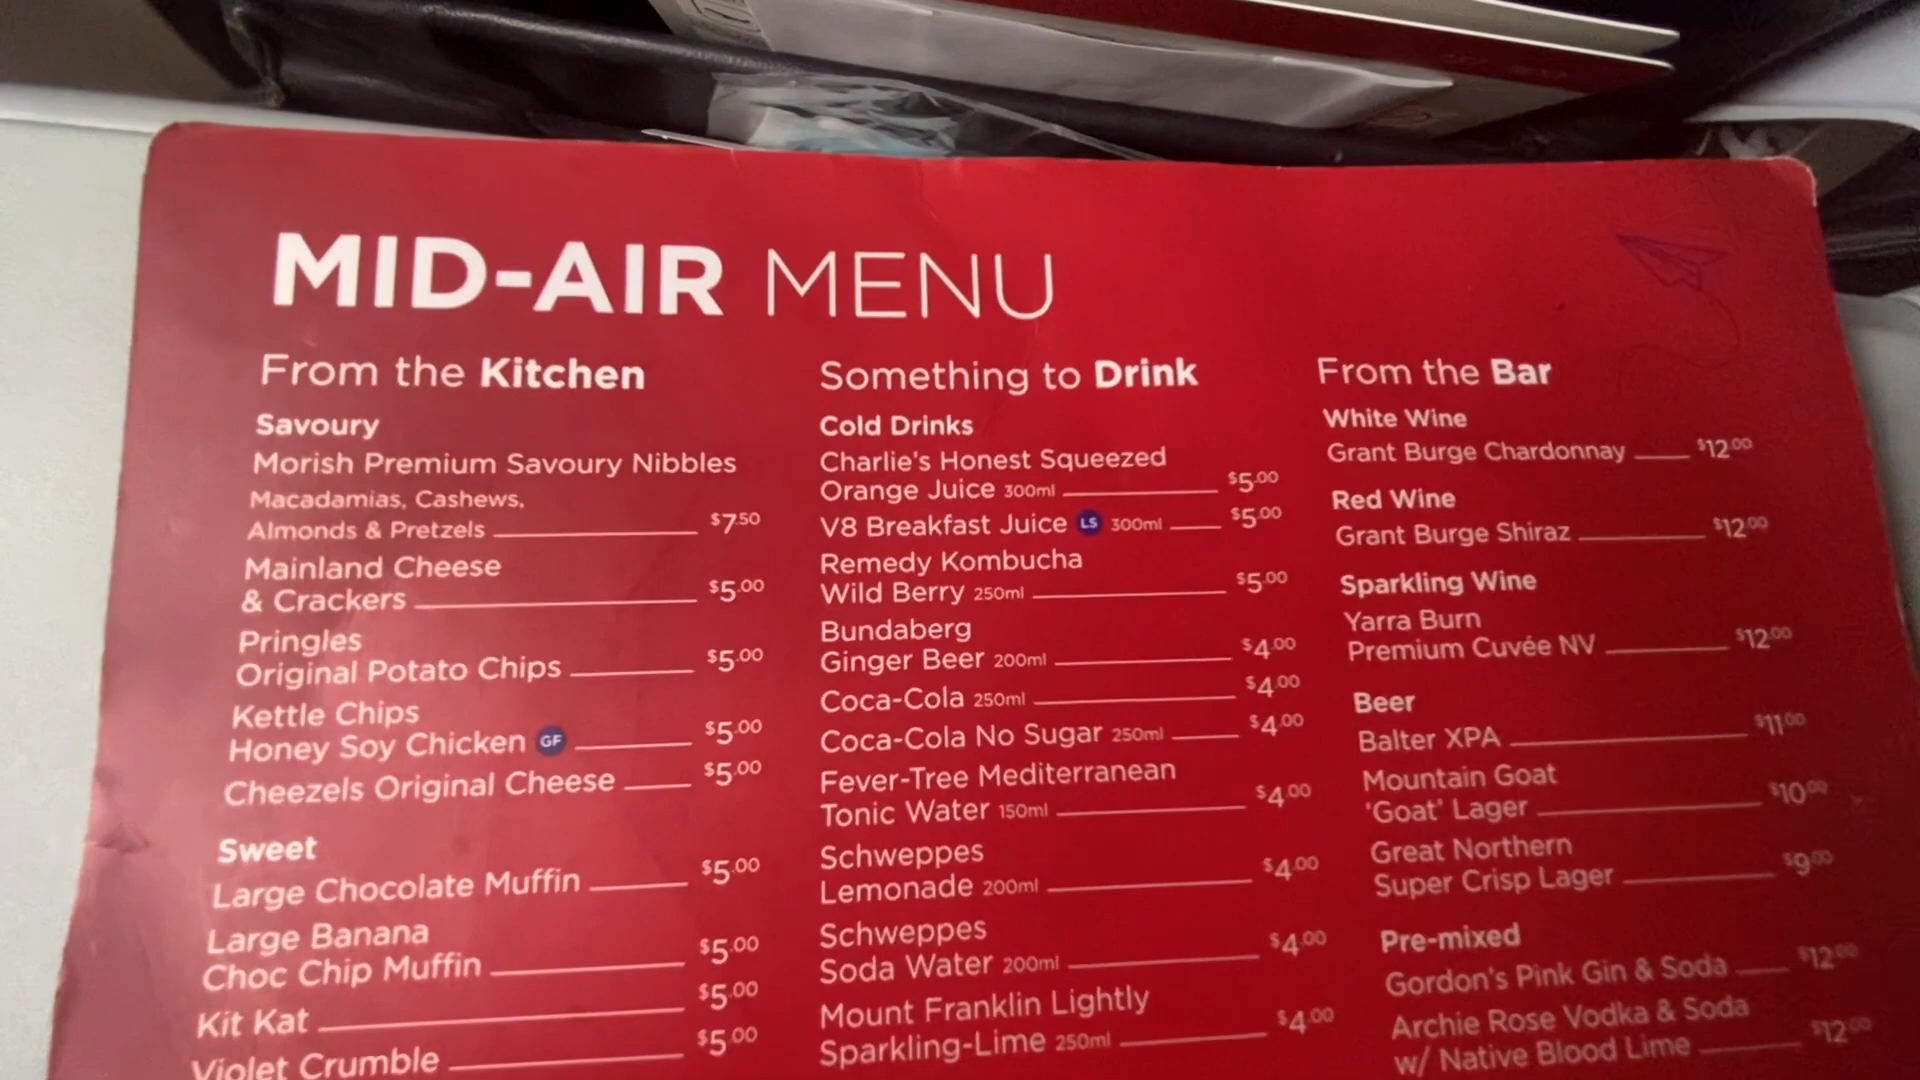 MID-AIR MENU
From the Kitchen
Savoury
Morish Premium Savoury Nibbles
Macadamias, Cashews,
Almonds & Pretzels $7.50
Mainland Cheese
& Crackers $5.00
Pringles
Original Potato Chips $5.00
Kettle Chips
Honey Soy Chicken GF $5.00
Cheezels Original Cheese $5.00
Sweet
Large Chocolate Muffin $5.00
Large Banana
Choc Chip Muffin $5.00
Kit Kat $5.00
Violet Crumble $5.00
Something to Drink
Cold Drinks
Charlie's Honest Squeezed
Orange Juice 300ml $5.00
V8 Breakfast Juice LS 300ml $5.00
Remedy Kombucha
Wild Berry 250ml $5.00
Bundaberg
Ginger Beer 200ml $4.00
Coca-Cola 250ml $4.00
Coca-Cola No Sugar 250ml $4.00
Fever-Tree Mediterranean
Tonic Water 150ml $4.00
Schweppes
Lemonade 200ml $4.00
Schweppes
Soda Water 200ml $4.00
Mount Franklin Lightly
Sparkling-Lime 250ml $4.00
From the Bar
White Wine
Grant Burge Chardonnay $12.00
Red Wine
Grant Burge Shiraz $12.00
Sparkling Wine
Yarra Burn
Premium Cuvée NV $12.00
Beer
Balter XPA $11.00
Mountain Goat
'Goat' Lager $10.00
Great Northern
Super Crisp Lager $9.00
Pre-mixed
Gordon's Pink Gin & Soda $12.00
Archie Rose Vodka & Soda
w/ Native Blood Lime $12.00